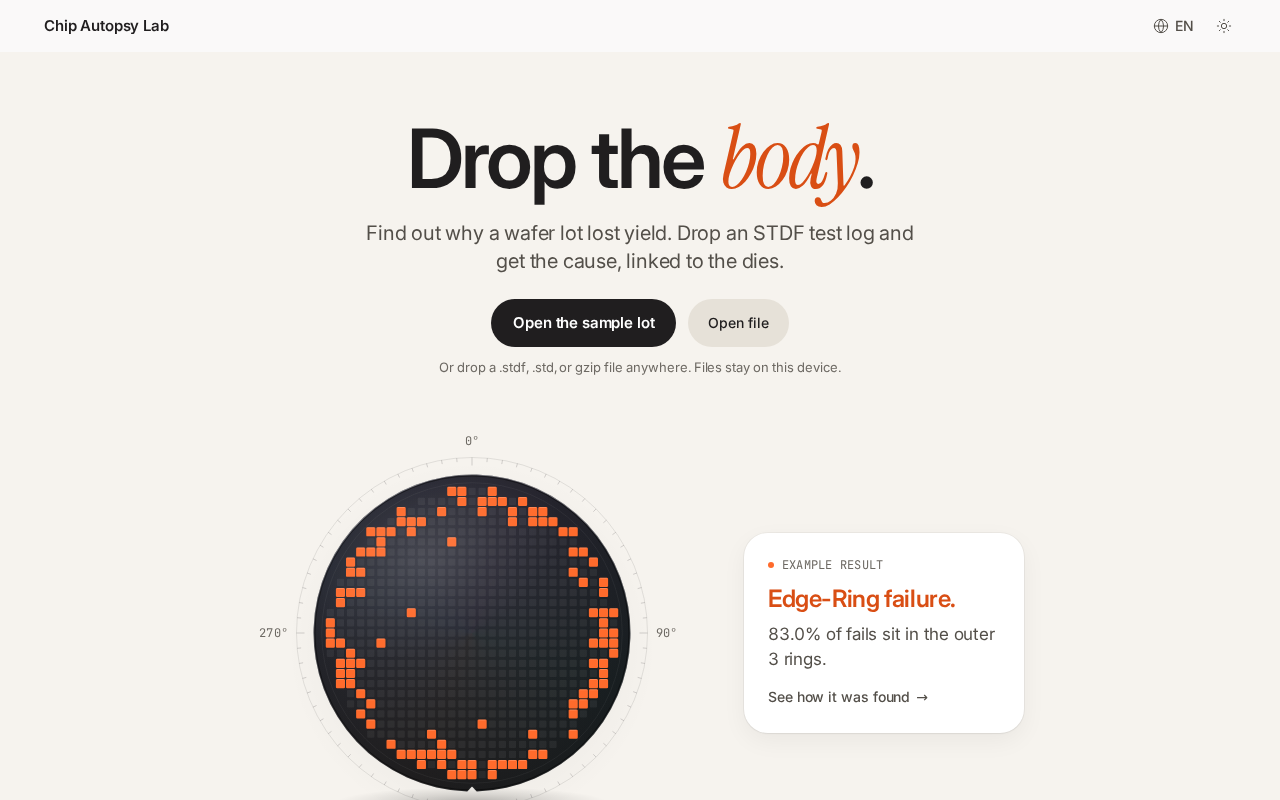 Chip Autopsy Lab
EN
Drop the body.
Find out why a wafer lot lost yield. Drop an STDF test log and
get the cause, linked to the dies.
Open the sample lot
Open file
Or drop a .stdf, .std, or gzip file anywhere. Files stay on this device.
0°
270°
90°
EXAMPLE RESULT
Edge-Ring failure.
83.0% of fails sit in the outer
3 rings.
See how it was found →